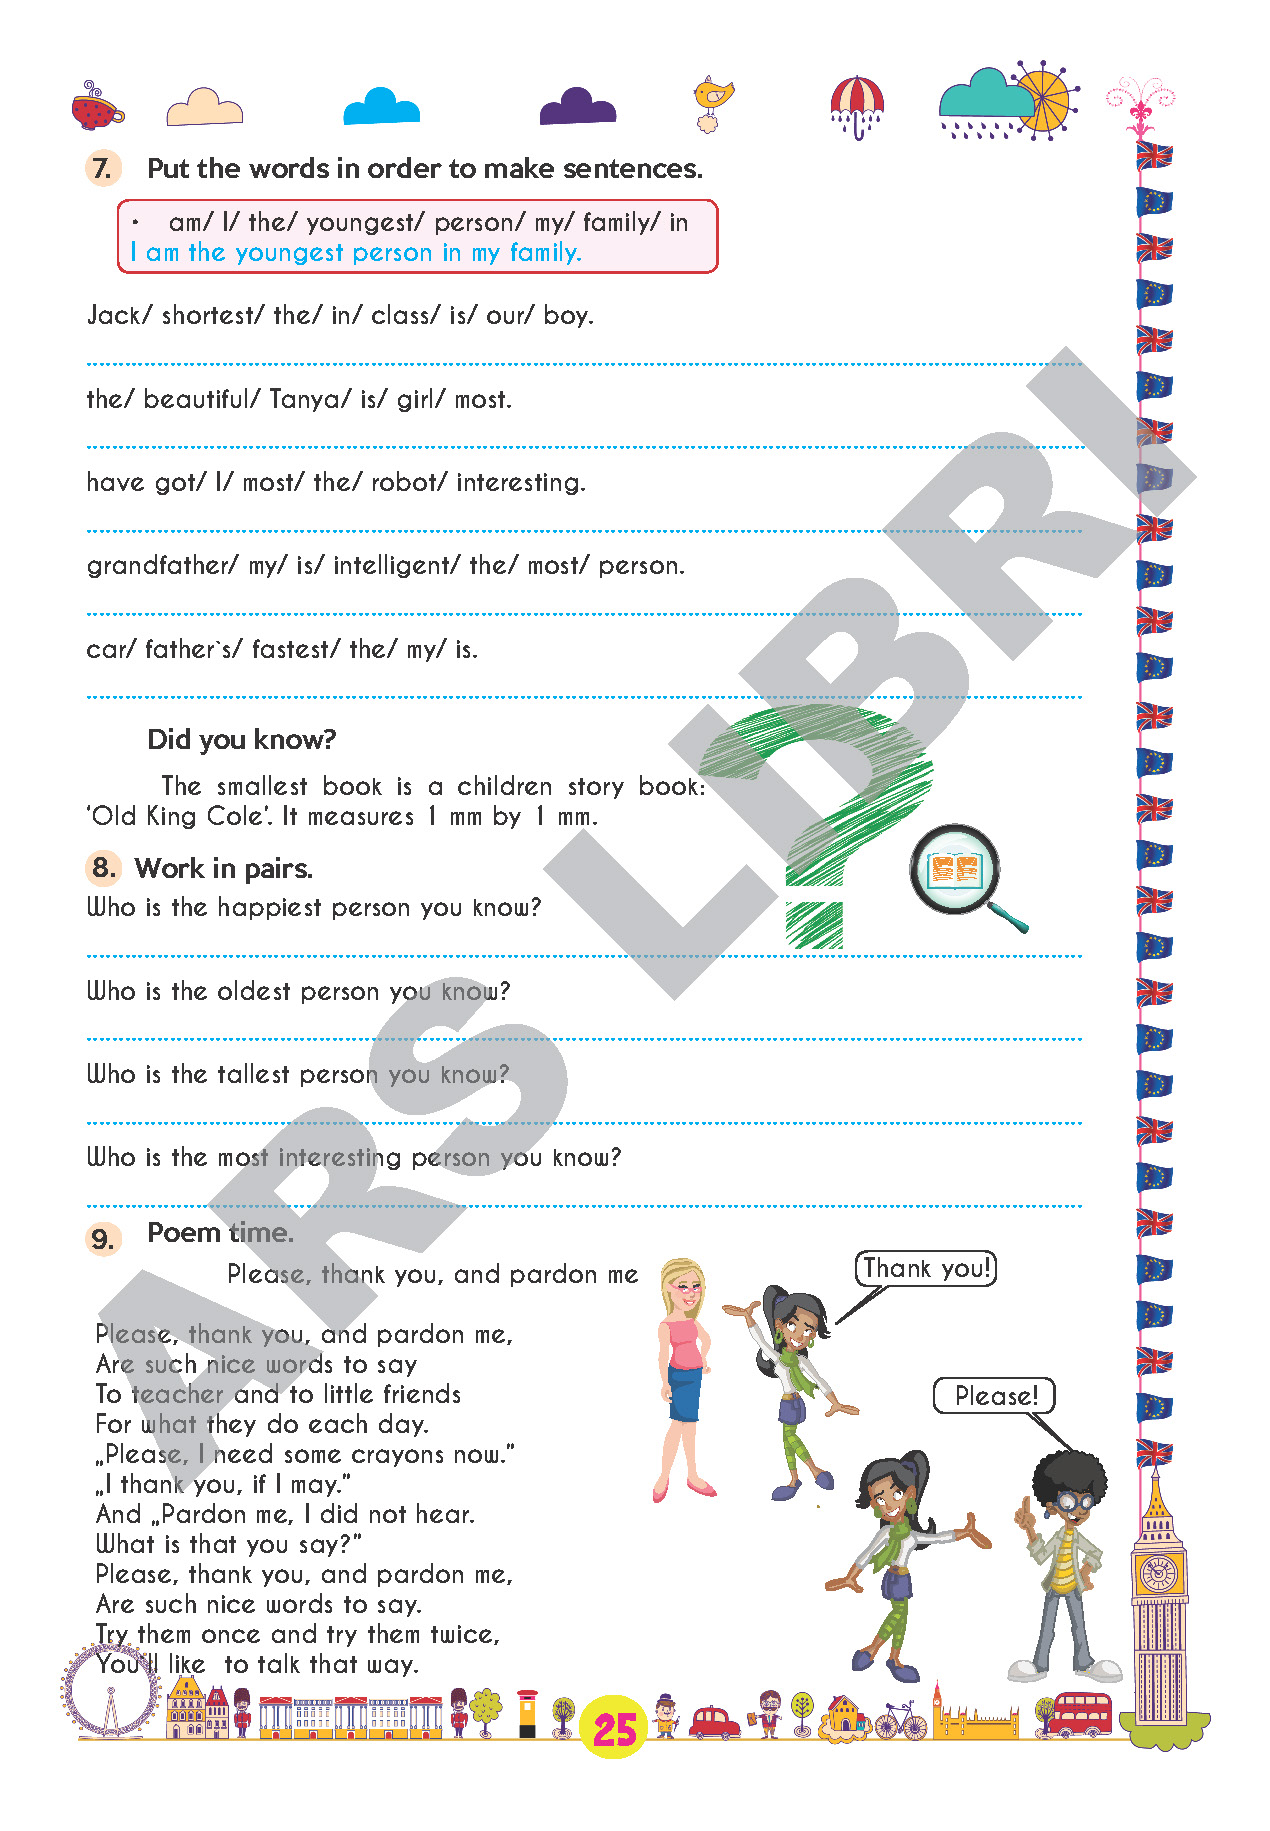 7. Put the words in order to make sentences.
• am/ I/ the/ youngest/ person/ my/ family/ in
I am the youngest person in my family.
Jack/ shortest/ the/ in/ class/ is/ our/ boy.
the/ beautiful/ Tanya/ is/ girl/ most.
have got/ I/ most/ the/ robot/ interesting.
grandfather/ my/ is/ intelligent/ the/ most/ person.
car/ father`s/ fastest/ the/ my/ is.
Did you know?
The smallest book is a children story book:
‘Old King Cole’. It measures 1 mm by 1 mm.
8. Work in pairs.
Who is the happiest person you know?
Who is the oldest person you know?
Who is the tallest person you know?
Who is the most interesting person you know?
9. Poem time.
Please, thank you, and pardon me
Thank you!
Please!
Please, thank you, and pardon me,
Are such nice words to say
To teacher and to little friends
For what they do each day.
„Please, I need some crayons now.”
„I thank you, if I may.”
And „Pardon me, I did not hear.
What is that you say?”
Please, thank you, and pardon me,
Are such nice words to say.
Try them once and try them twice,
You‘ll like to talk that way.
25
ARS LIBRI